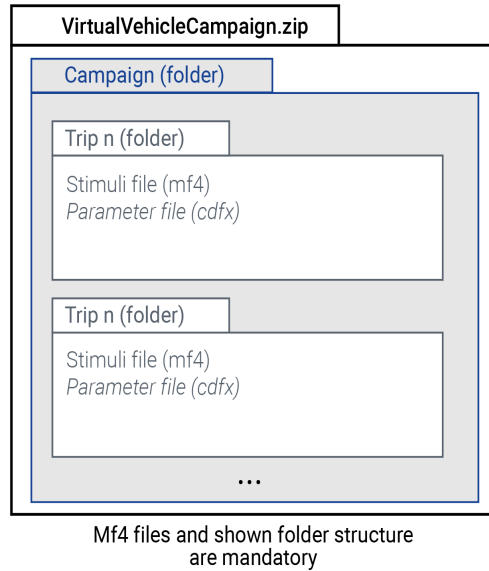 VirtualVehicleCampaign.zip
Campaign (folder)
Trip n (folder)
Stimuli file (mf4)
Parameter file (cdfx)
Trip n (folder)
Stimuli file (mf4)
Parameter file (cdfx)
...
Mf4 files and shown folder structure
are mandatory